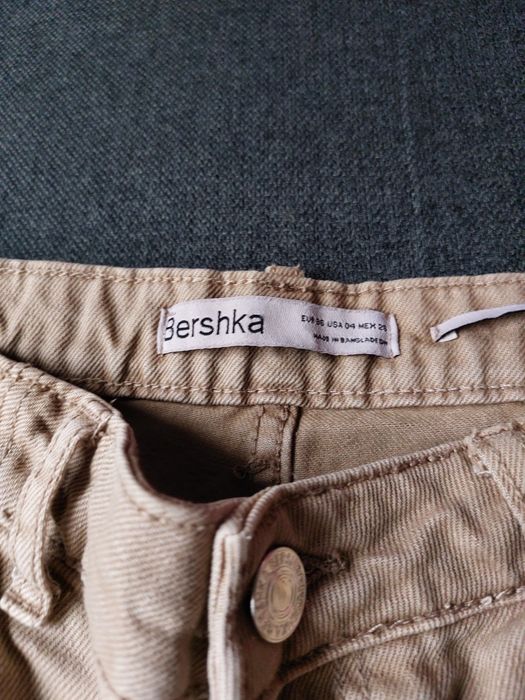 Bershka
EUR 36 USA 04 MEX 26
MADE IN BANGLADESH